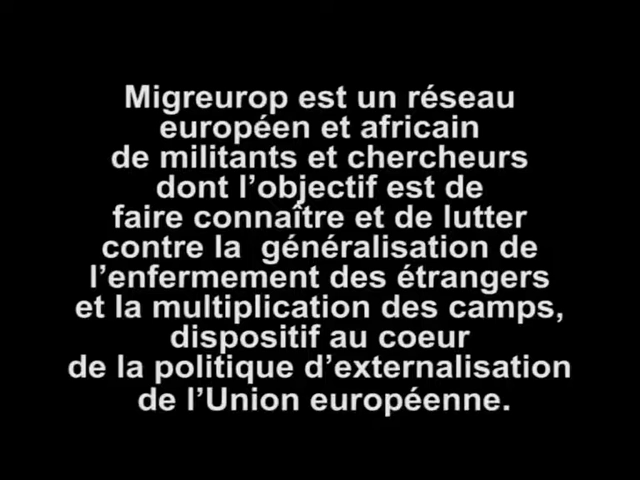 Migreurop est un réseau
européen et africain
de militants et chercheurs
dont l’objectif est de
faire connaître et de lutter
contre la généralisation de
l’enfermement des étrangers
et la multiplication des camps,
dispositif au coeur
de la politique d’externalisation
de l’Union européenne.